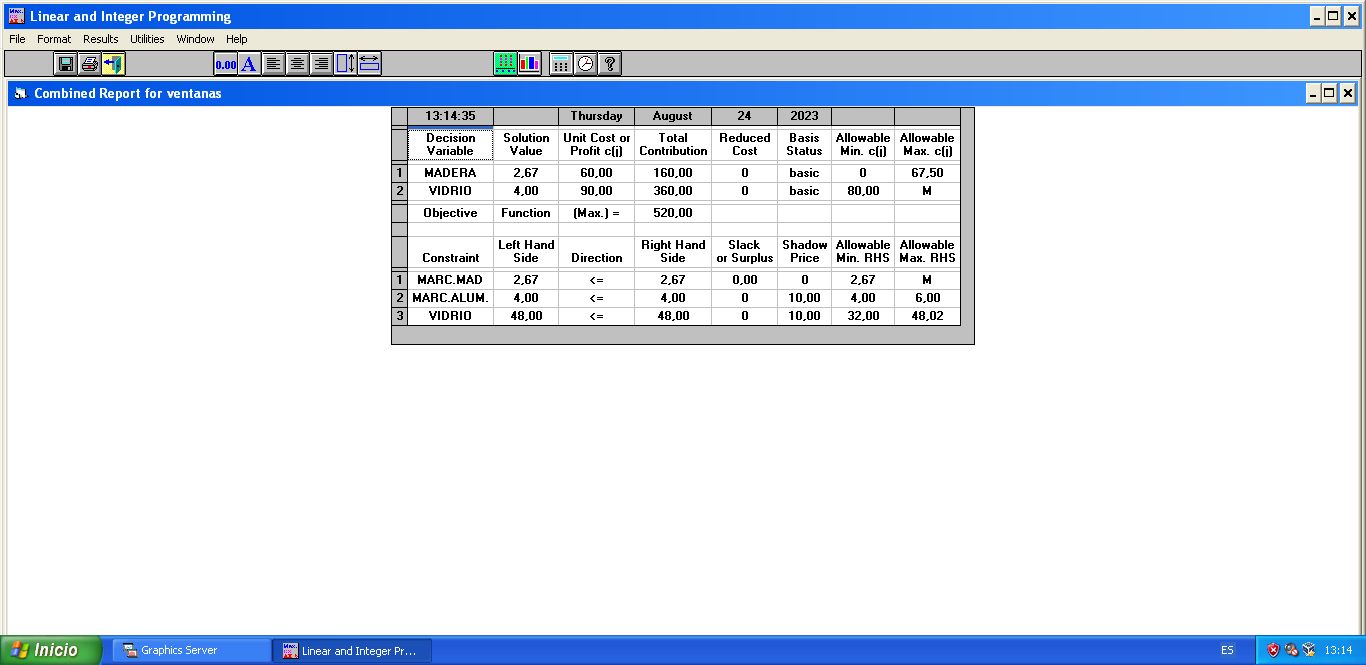 Linear and Integer Programming
File Format Results Utilities Window Help
0.00 A
Combined Report for ventanas
13:14:35 Thursday August 24 2023
Decision Variable Solution Value Unit Cost or Profit c(j) Total Contribution Reduced Cost Basis Status Allowable Min. c(j) Allowable Max. c(j)
1 MADERA 2,67 60,00 160,00 0 basic 0 67,50
2 VIDRIO 4,00 90,00 360,00 0 basic 80,00 M
Objective Function (Max.) = 520,00
Constraint Left Hand Side Direction Right Hand Side Slack or Surplus Shadow Price Allowable Min. RHS Allowable Max. RHS
1 MARC.MAD 2,67 <= 2,67 0,00 0 2,67 M
2 MARC.ALUM. 4,00 <= 4,00 0 10,00 4,00 6,00
3 VIDRIO 48,00 <= 48,00 0 10,00 32,00 48,02
Inicio Graphics Server Linear and Integer Pr... ES 13:14